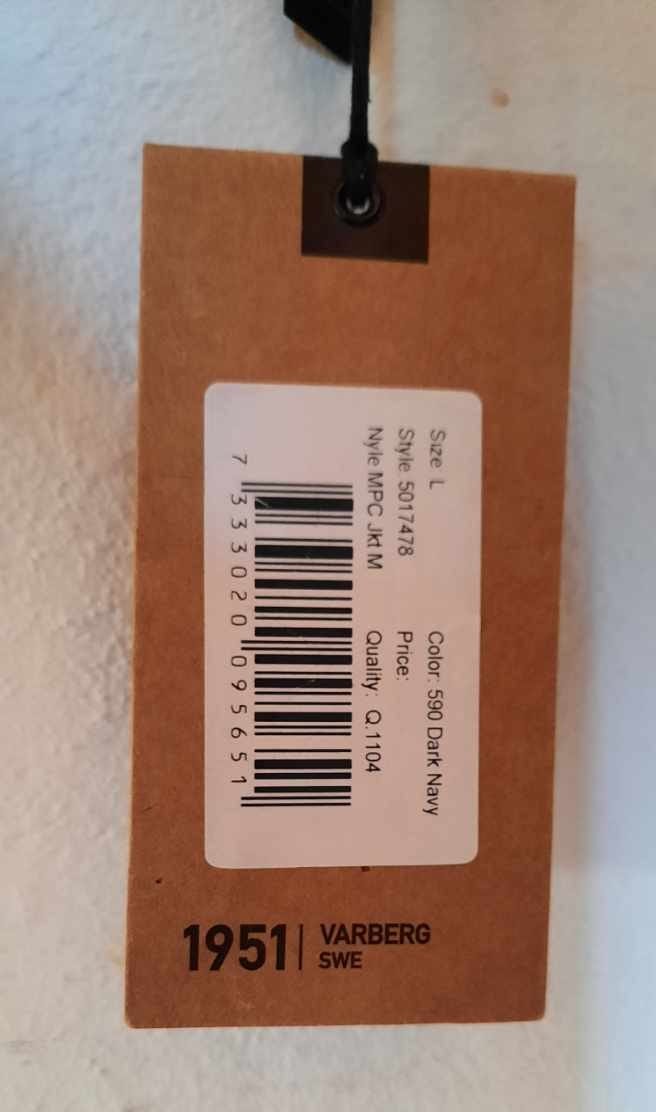 Size L Color: 590 Dark Navy
Style 5017478 Price:
Nyle MPC Jkt M Quality: Q.1104
7 333020 095651
1951 VARBERG
SWE